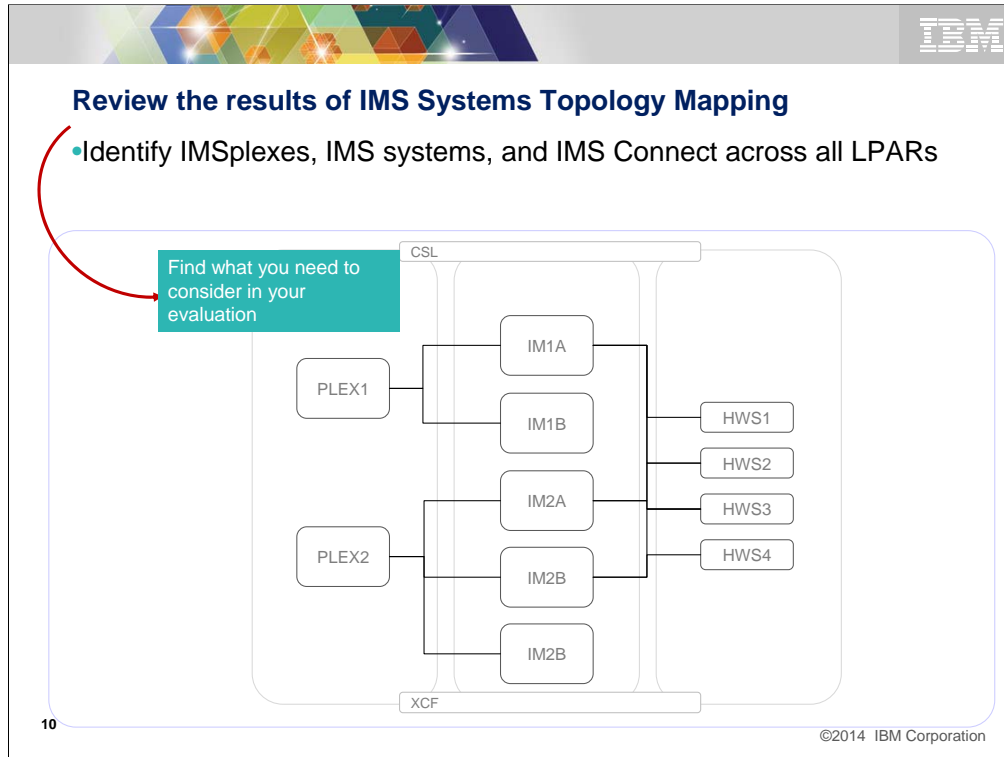 IBM
Review the results of IMS Systems Topology Mapping
•Identify IMSplexes, IMS systems, and IMS Connect across all LPARs
CSL
Find what you need to
consider in your
evaluation
PLEX1
PLEX2
IM1A
IM1B
IM2A
IM2B
IM2B
HWS1
HWS2
HWS3
HWS4
XCF
10
©2014 IBM Corporation